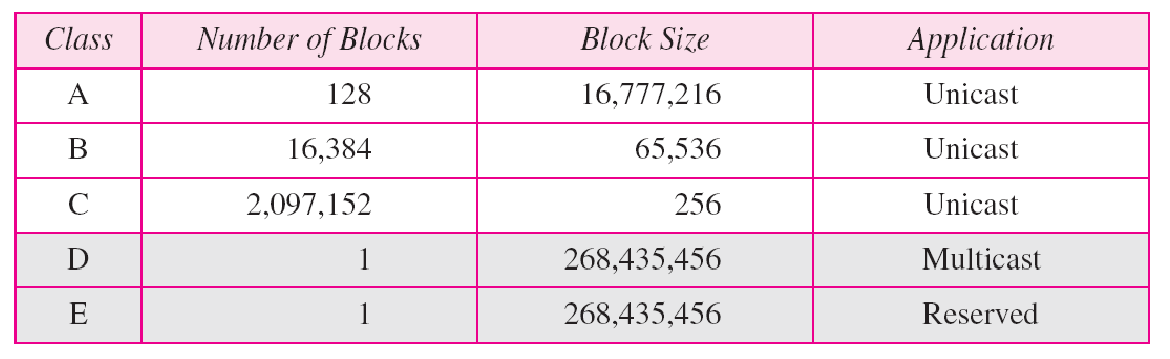 Class Number of Blocks Block Size Application
A 128 16,777,216 Unicast
B 16,384 65,536 Unicast
C 2,097,152 256 Unicast
D 1 268,435,456 Multicast
E 1 268,435,456 Reserved